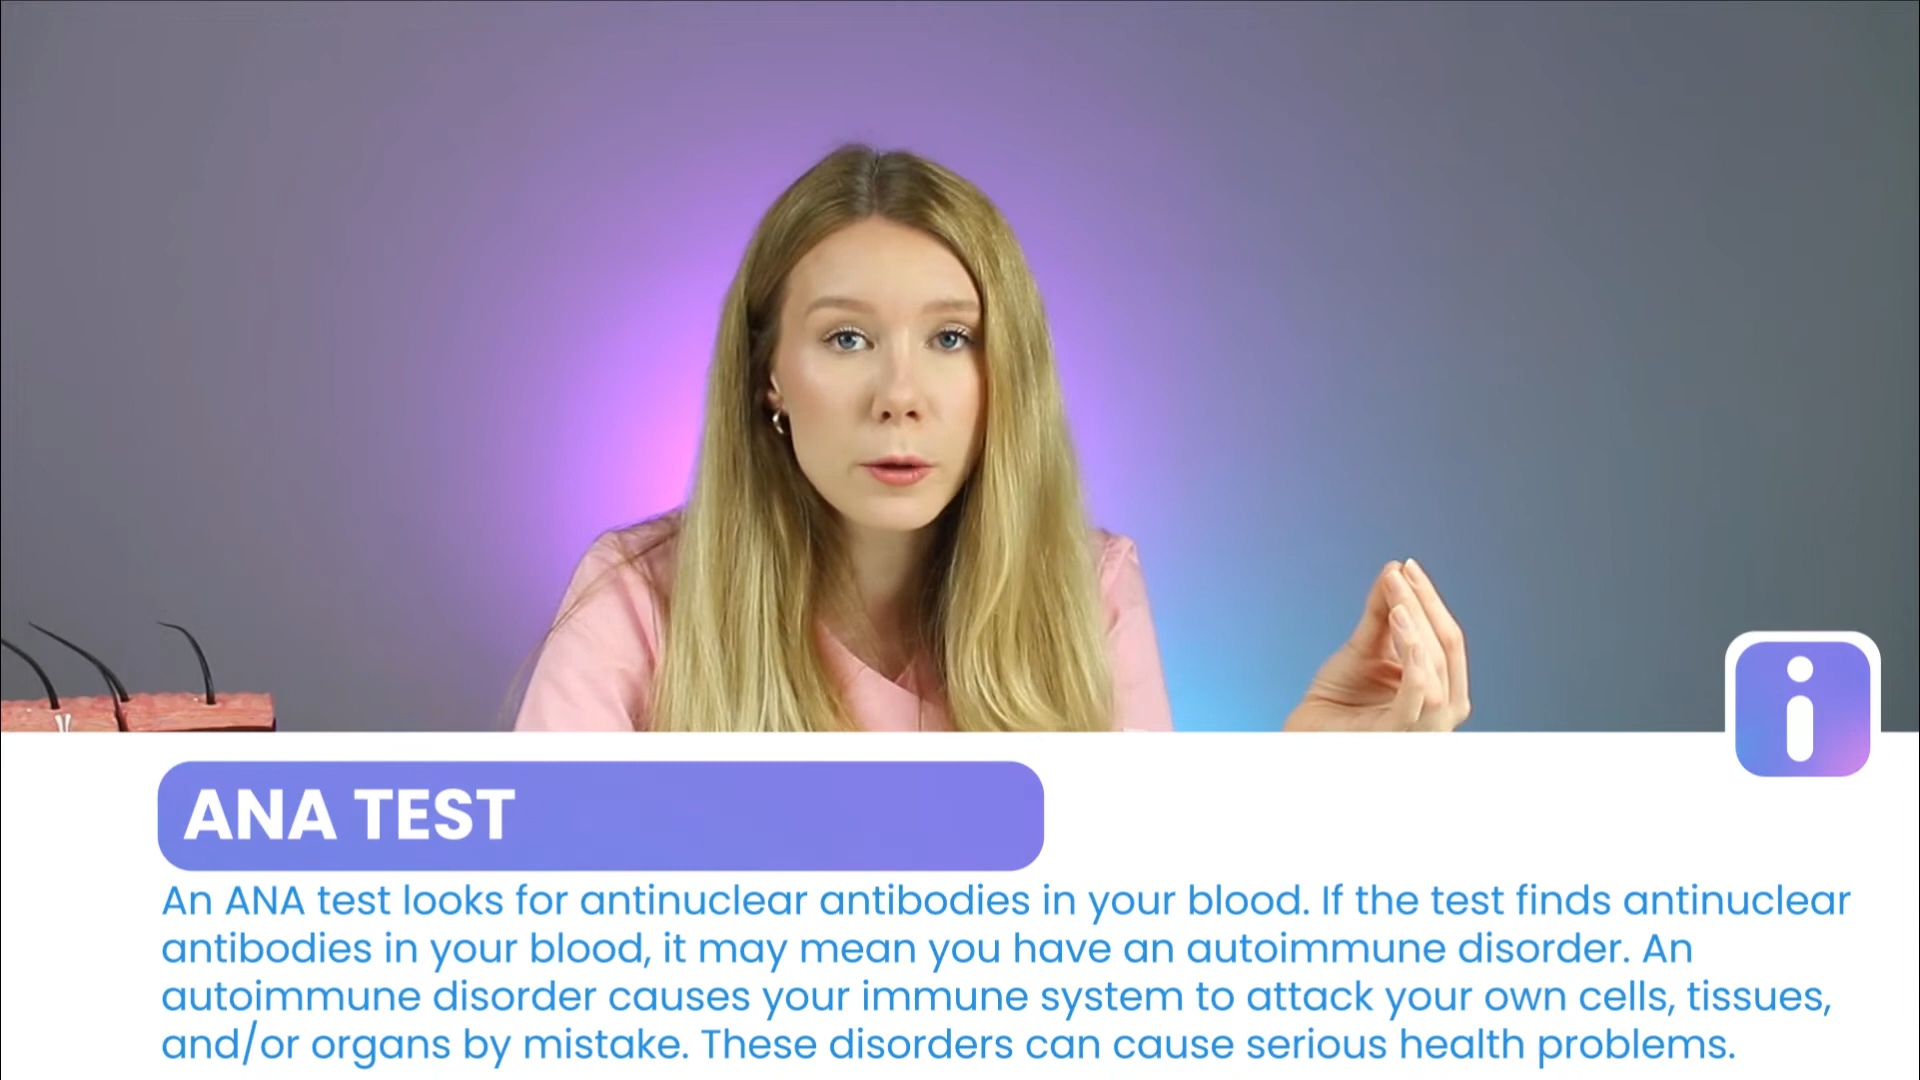 ANA TEST
An ANA test looks for antinuclear antibodies in your blood. If the test finds antinuclear
antibodies in your blood, it may mean you have an autoimmune disorder. An
autoimmune disorder causes your immune system to attack your own cells, tissues,
and/or organs by mistake. These disorders can cause serious health problems.